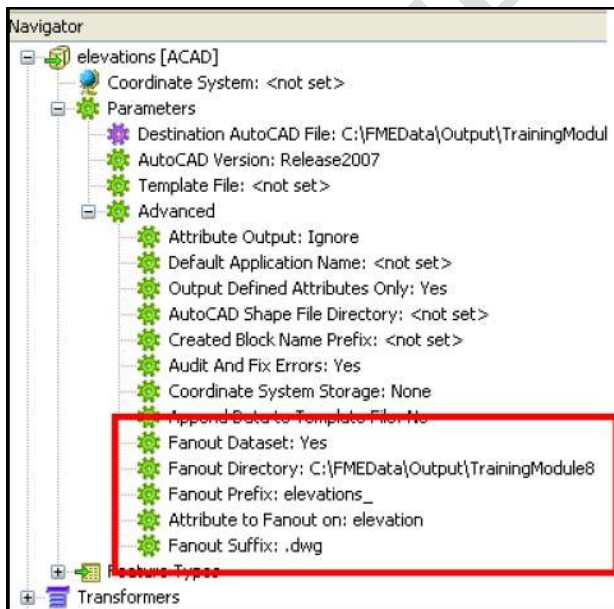 Navigator
elevations [ACAD]
Coordinate System: <not set>
Parameters
Destination AutoCAD File: C:\FMEData\Output\TrainingModul
AutoCAD Version: Release2007
Template File: <not set>
Advanced
Attribute Output: Ignore
Default Application Name: <not set>
Output Defined Attributes Only: Yes
AutoCAD Shape File Directory: <not set>
Created Block Name Prefix: <not set>
Audit And Fix Errors: Yes
Coordinate System Storage: None
Append Data to Template File: No
Fanout Dataset: Yes
Fanout Directory: C:\FMEData\Output\TrainingModule8
Fanout Prefix: elevations_
Attribute to Fanout on: elevation
Fanout Suffix: .dwg
Feature Types
Transformers